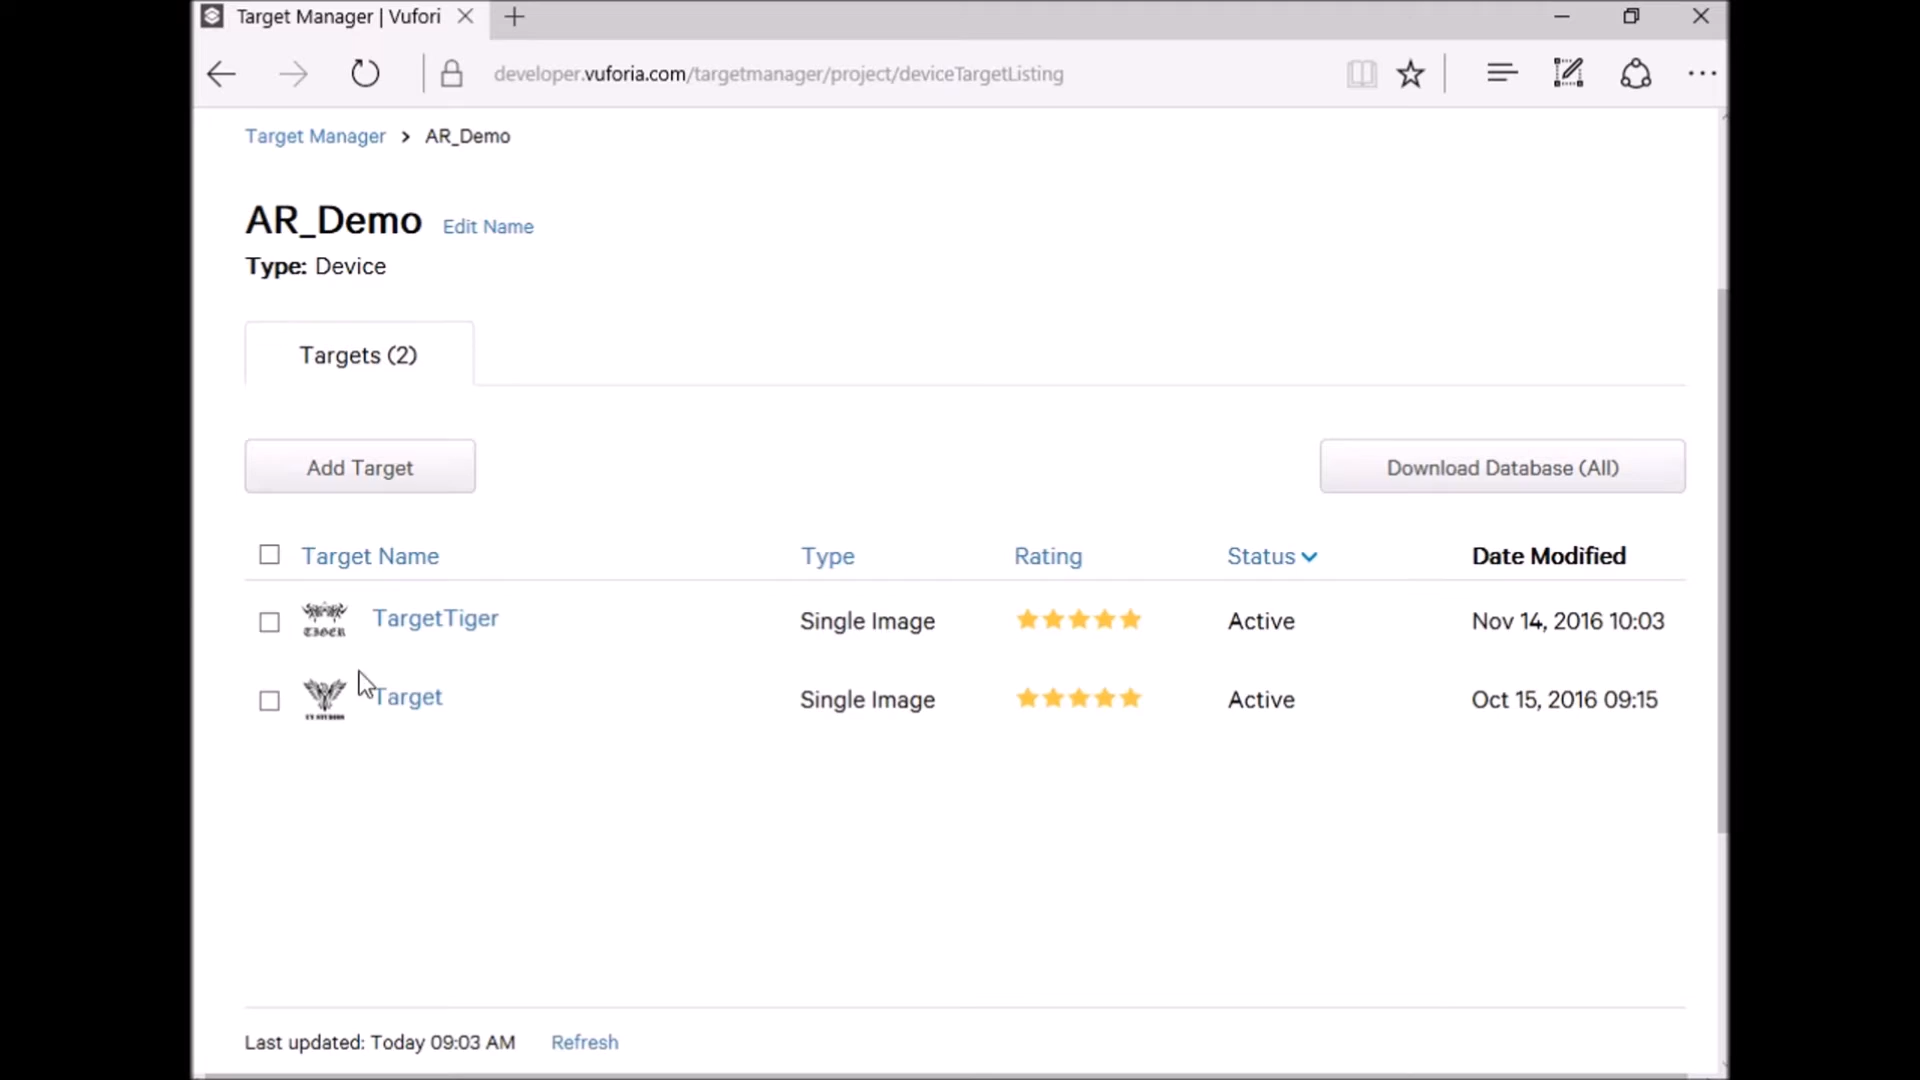 Target Manager | Vufori
developer.vuforia.com/targetmanager/project/deviceTargetListing
Target Manager > AR_Demo
AR_Demo Edit Name
Type: Device
Targets (2)
Add Target Download Database (All)
Target Name Type Rating Status Date Modified
TIGER TargetTiger Single Image Active Nov 14, 2016 10:03
Target Single Image Active Oct 15, 2016 09:15
Last updated: Today 09:03 AM Refresh